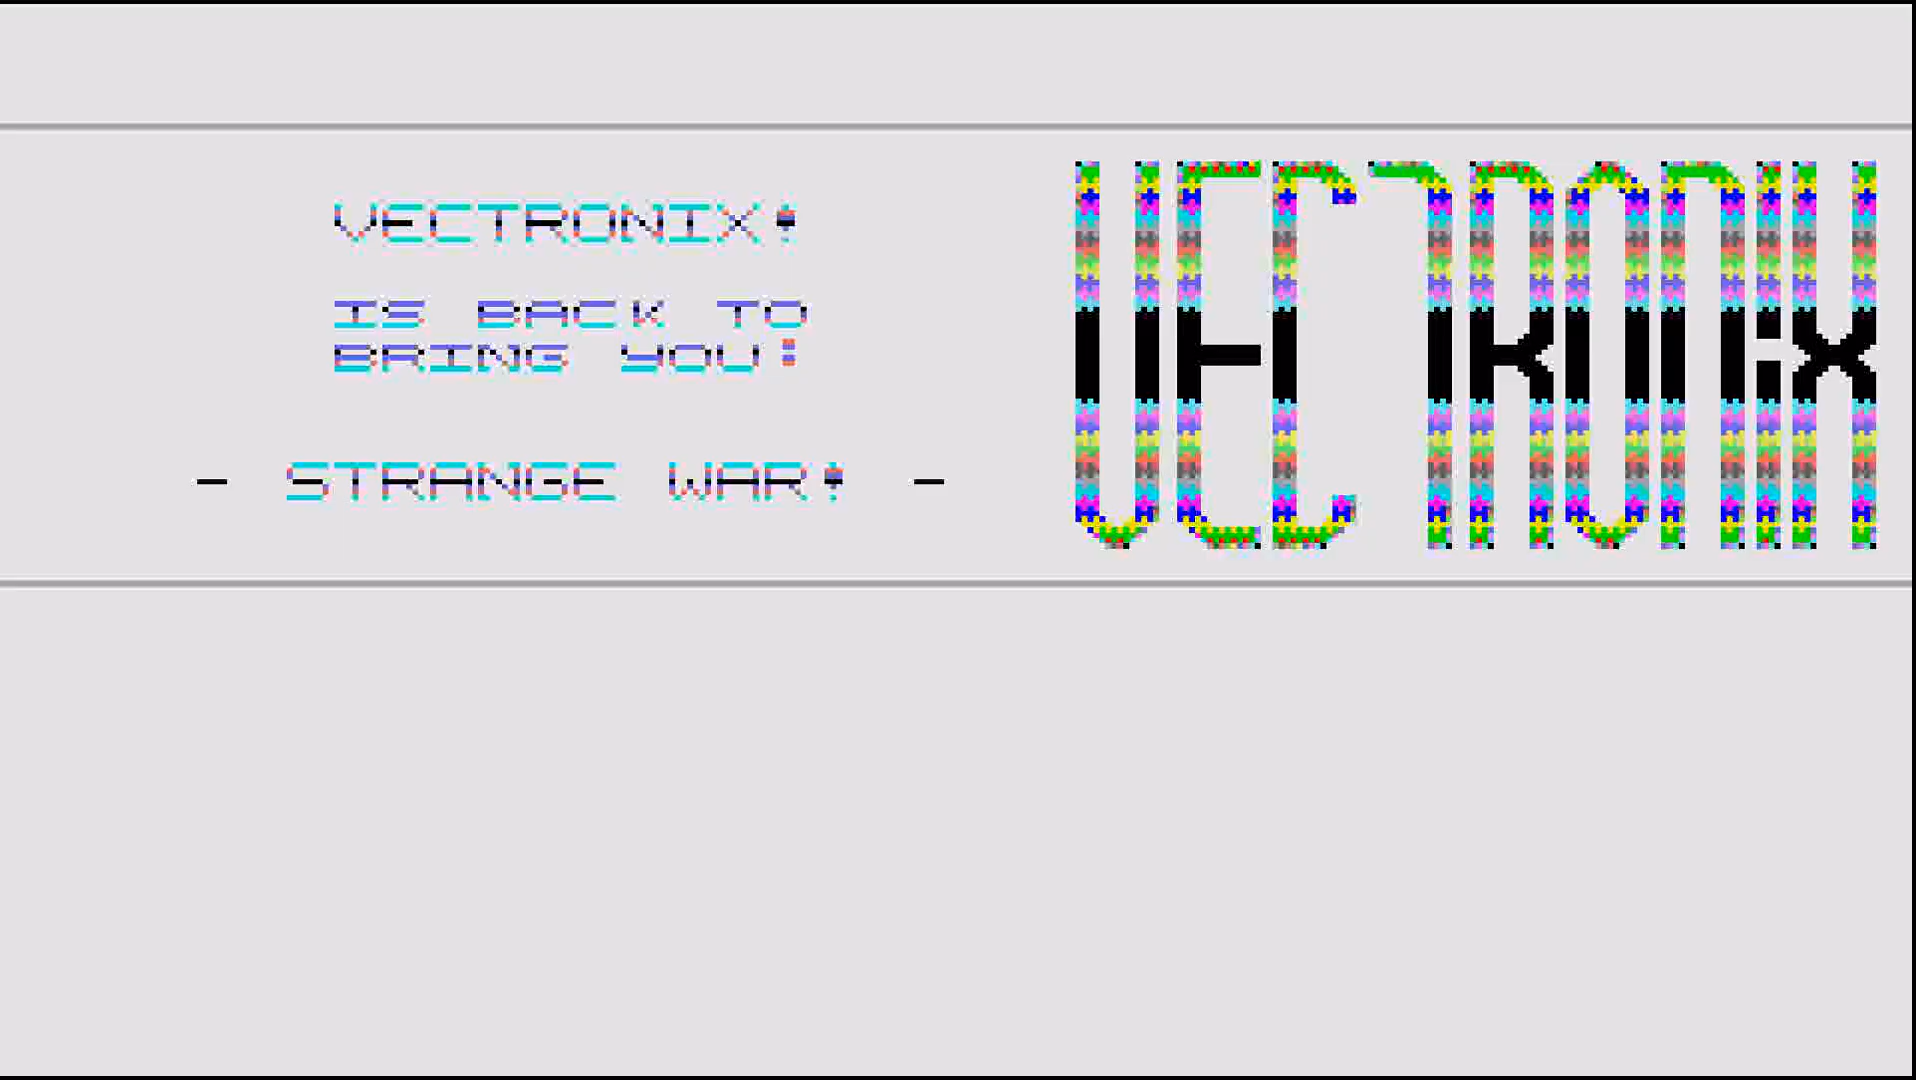 VECTRONIX!
IS BACK TO
BRING YOU:
- STRANGE WAR! -
VECTRONIX